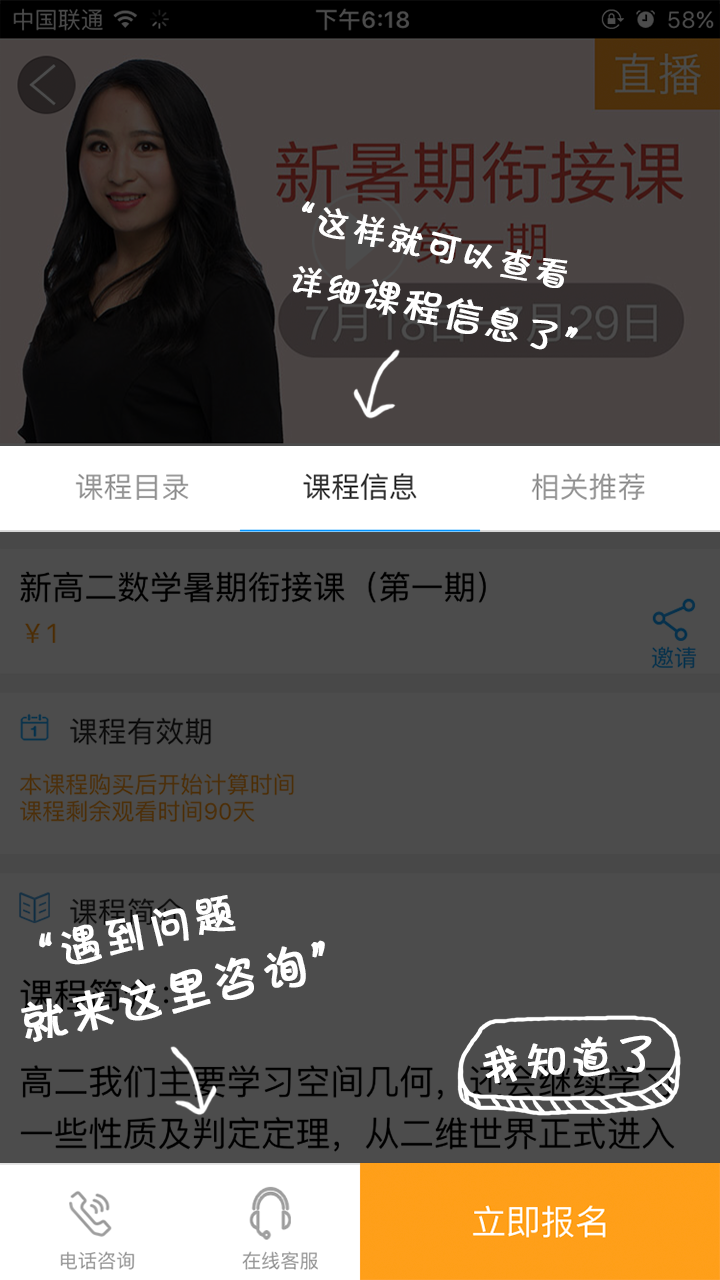 中国联通
下午6:18
58%
直播
新暑期衔接课
第一期
7月18日—7月29日
“这样就可以查看
详细课程信息了”
课程目录
课程信息
相关推荐
新高二数学暑期衔接课（第一期）
￥1
邀请
课程有效期
本课程购买后开始计算时间
课程剩余观看时间90天
课程简介
“遇到问题
就来这里咨询”
课程简介：
我知道了
高二我们主要学习空间几何，还会继续学习
一些性质及判定定理，从二维世界正式进入
电话咨询
在线客服
立即报名